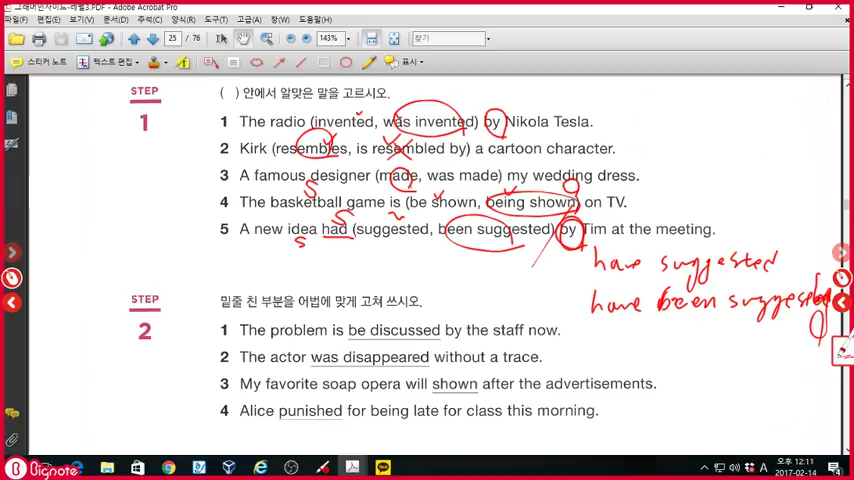 그래머인사이트-레벨3.PDF - Adobe Acrobat Pro
파일(F) 편집(E) 보기(V) 문서(D) 주석(C) 양식(R) 도구(T) 고급(A) 창(W) 도움말(H)
25 / 76 143% 찾기
스티커 노트 텍스트 편집 표시
STEP
1
( ) 안에서 알맞은 말을 고르시오.
1 The radio (invented, was invented) by Nikola Tesla.
2 Kirk (resembles, is resembled by) a cartoon character.
3 A famous designer (made, was made) my wedding dress.
S
4 The basketball game is (be shown, being shown) on TV.
S
5 A new idea had (suggested, been suggested) by Tim at the meeting.
S
have suggested
have been suggested
STEP
2
밑줄 친 부분을 어법에 맞게 고쳐 쓰시오.
1 The problem is be discussed by the staff now.
2 The actor was disappeared without a trace.
3 My favorite soap opera will shown after the advertisements.
4 Alice punished for being late for class this morning.
Bignote
A 오후 12:11
2017-02-14